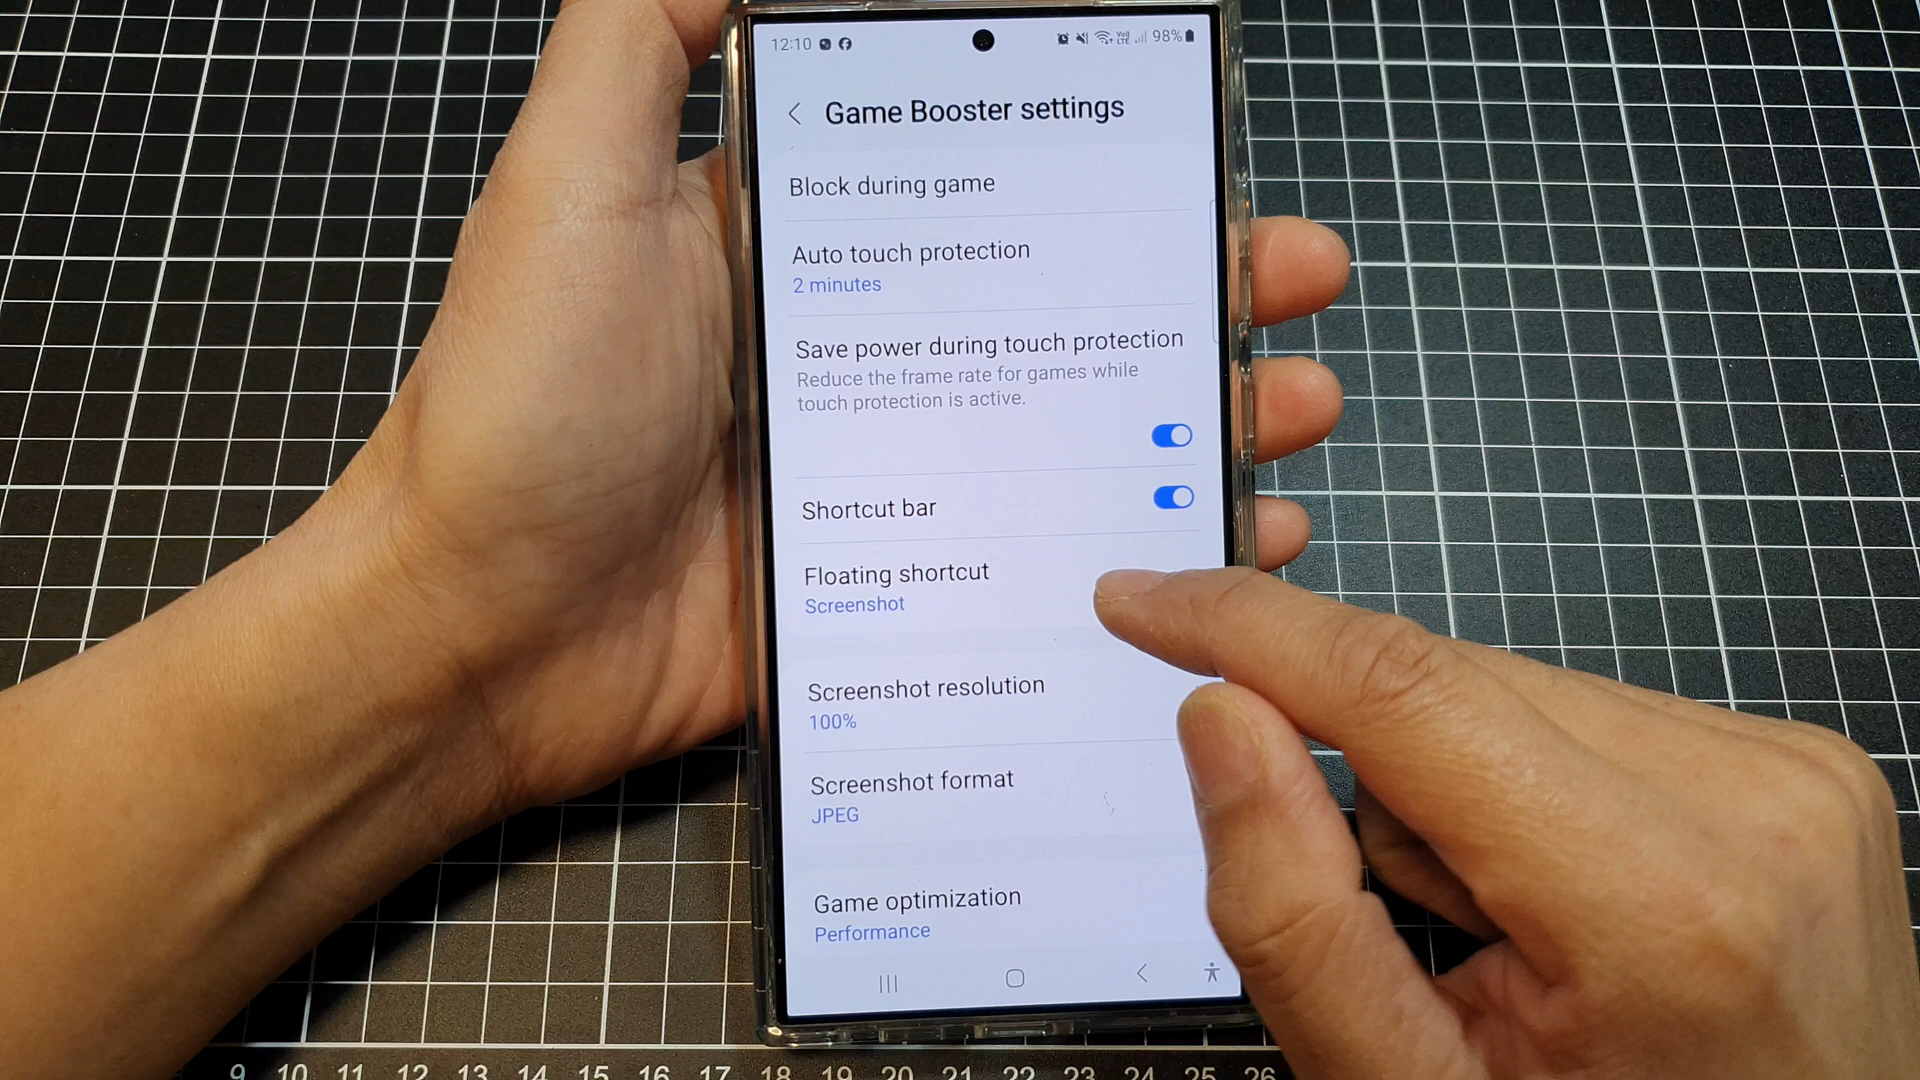 12:10 98%
Game Booster settings
Block during game
Auto touch protection
2 minutes
Save power during touch protection
Reduce the frame rate for games while
touch protection is active.
Shortcut bar
Floating shortcut
Screenshot
Screenshot resolution
100%
Screenshot format
JPEG
Game optimization
Performance
9 10 11 12 13 14 15 16 17 18 19 20 21 22 23 24 25 26